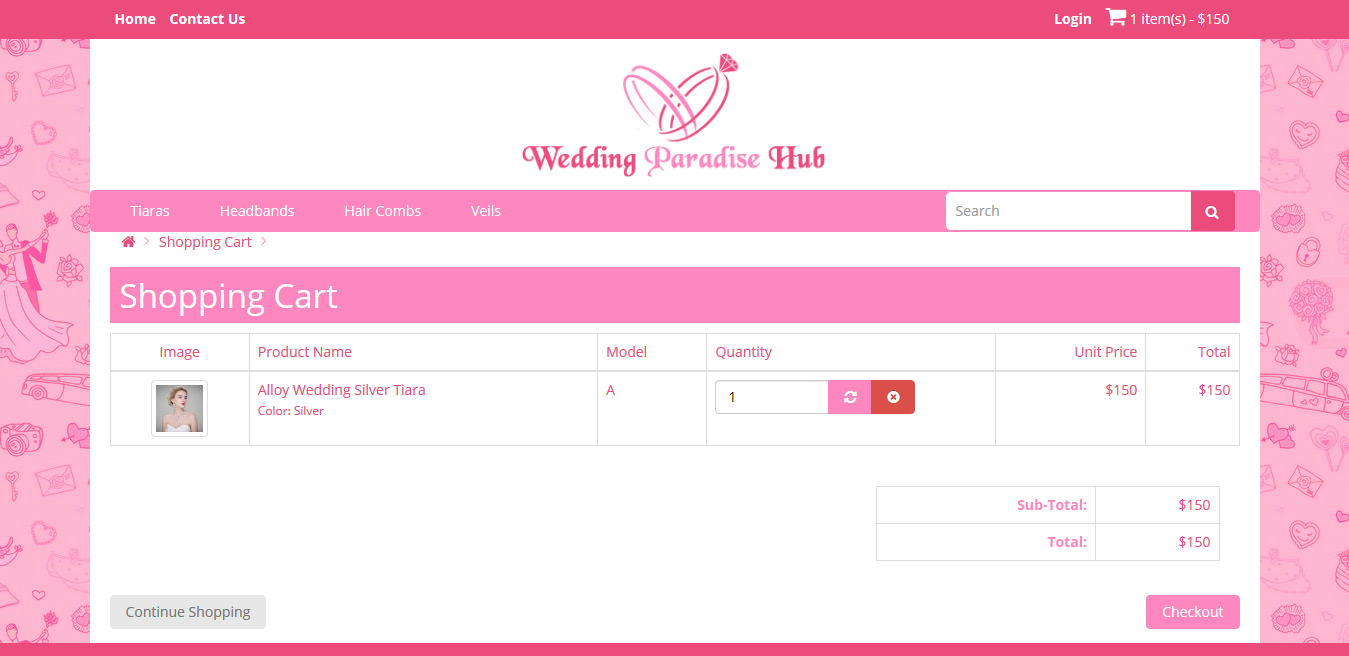 Home Contact Us Login 1 item(s) - $150
Wedding Paradise Hub
Tiaras Headbands Hair Combs Veils Search
Shopping Cart
Shopping Cart
Image Product Name Model Quantity Unit Price Total
Alloy Wedding Silver Tiara A 1 $150 $150
Color: Silver
Sub-Total: $150
Total: $150
Continue Shopping Checkout